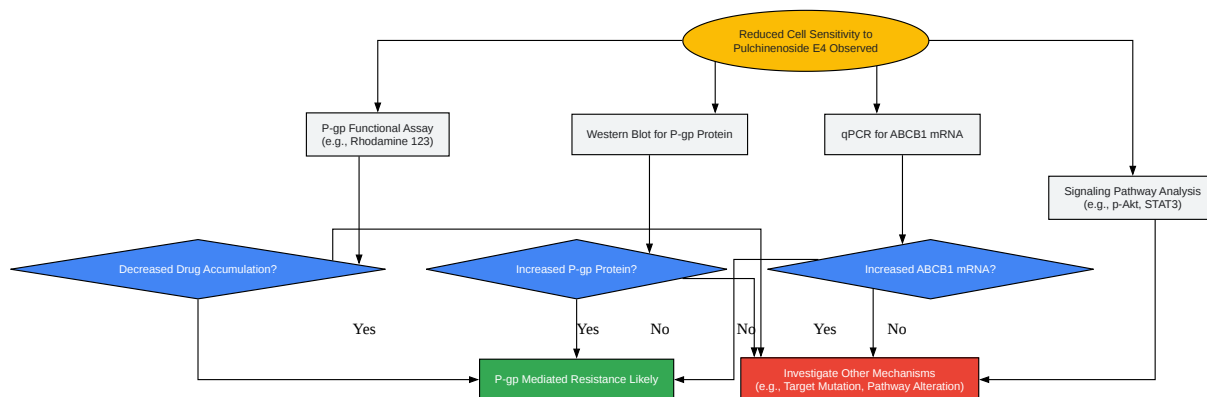 Reduced Cell Sensitivity to
Pulchinenoside E4 Observed
P-gp Functional Assay
(e.g., Rhodamine 123)
Western Blot for P-gp Protein
qPCR for ABCB1 mRNA
Signaling Pathway Analysis
(e.g., p-Akt, STAT3)
Decreased Drug Accumulation?
Increased P-gp Protein?
Increased ABCB1 mRNA?
Yes
Yes
No
No
Yes
No
P-gp Mediated Resistance Likely
Investigate Other Mechanisms
(e.g., Target Mutation, Pathway Alteration)